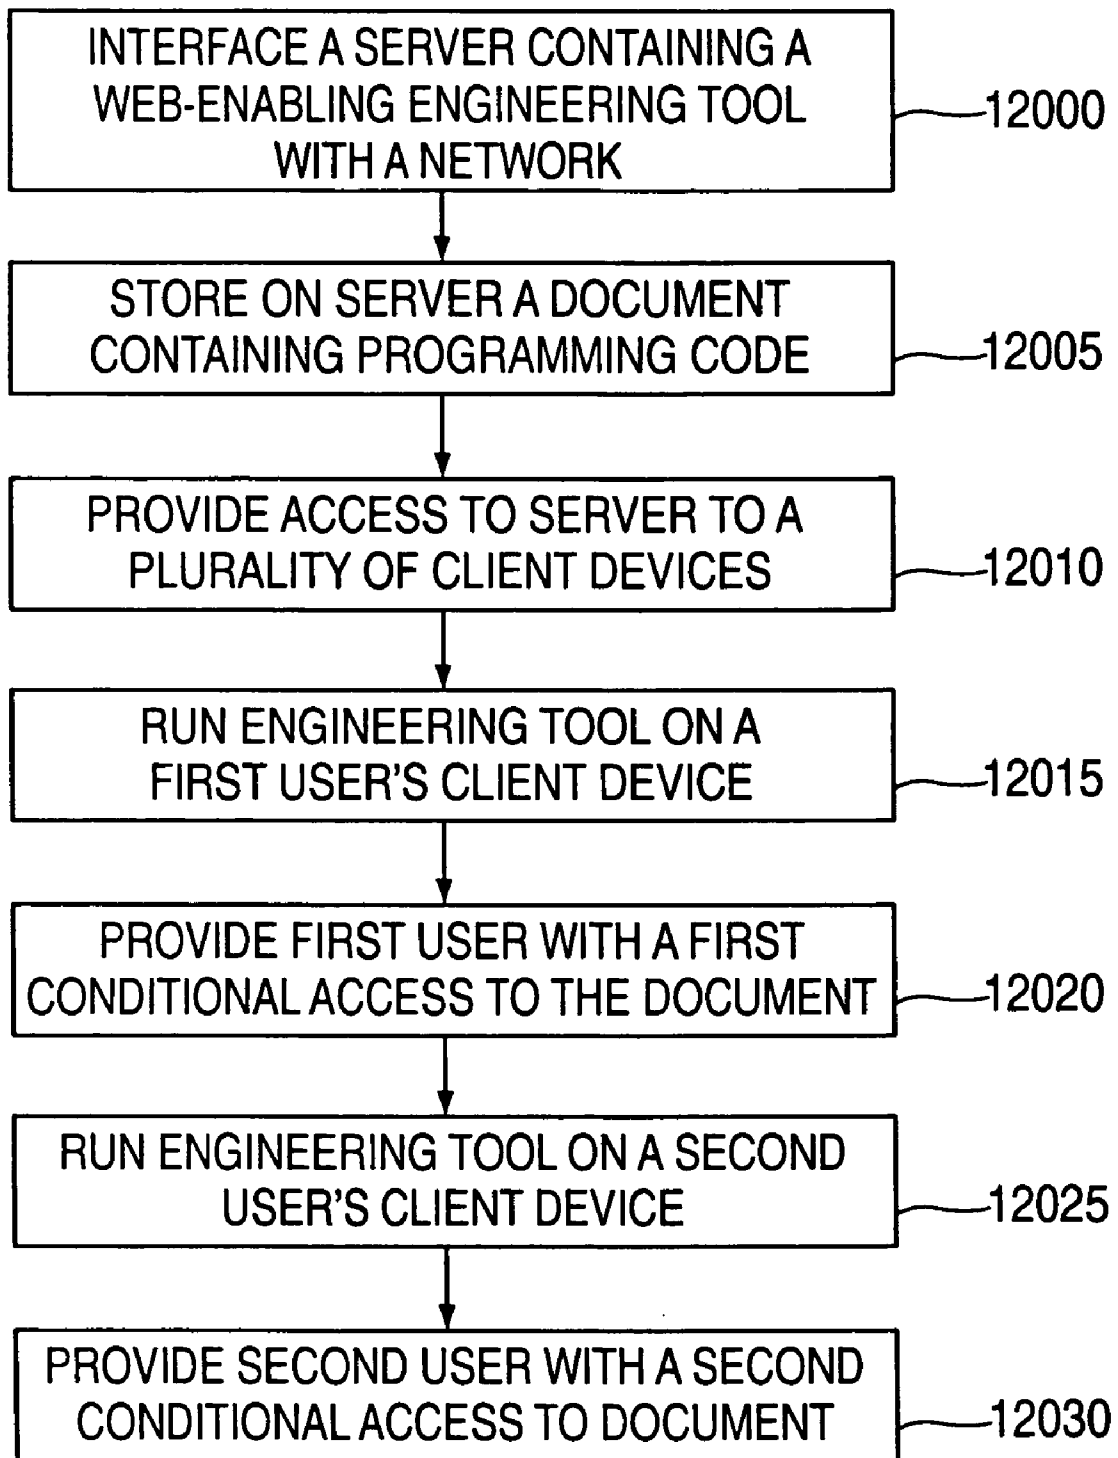 INTERFACE A SERVER CONTAINING A
WEB-ENABLING ENGINEERING TOOL
WITH A NETWORK
12000
STORE ON SERVER A DOCUMENT
CONTAINING PROGRAMMING CODE
12005
PROVIDE ACCESS TO SERVER TO A
PLURALITY OF CLIENT DEVICES
12010
RUN ENGINEERING TOOL ON A
FIRST USER'S CLIENT DEVICE
12015
PROVIDE FIRST USER WITH A FIRST
CONDITIONAL ACCESS TO THE DOCUMENT
12020
RUN ENGINEERING TOOL ON A SECOND
USER'S CLIENT DEVICE
12025
PROVIDE SECOND USER WITH A SECOND
CONDITIONAL ACCESS TO DOCUMENT
12030